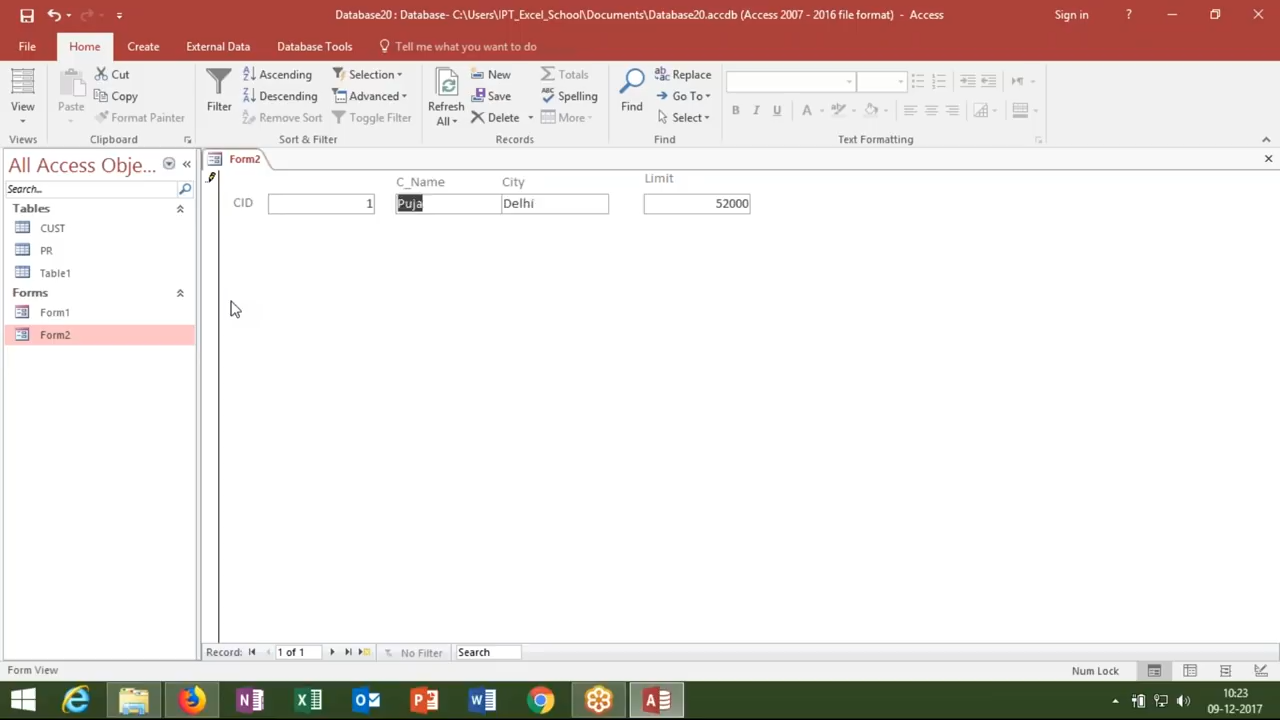 Database20 : Database- C:\Users\IPT_Excel_School\Documents\Database20.accdb (Access 2007 - 2016 file format) - Access
Sign in
?
File
Home
Create
External Data
Database Tools
Tell me what you want to do
View
Views
Paste
Cut
Copy
Format Painter
Clipboard
Filter
Ascending
Descending
Remove Sort
Selection
Advanced
Toggle Filter
Sort & Filter
Refresh
All
New
Save
Delete
Totals
Spelling
More
Records
Find
Replace
Go To
Select
Find
B I U A
Text Formatting
All Access Obje...
Search...
Tables
CUST
PR
Table1
Forms
Form1
Form2
Form2
C_Name City Limit
CID 1 Puja Delhi 52000
Record: 1 of 1 No Filter Search
Form View
Num Lock
10:23
09-12-2017